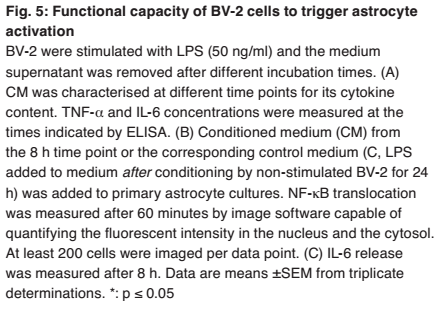 Fig. 5: Functional capacity of BV-2 cells to trigger astrocyte
activation
BV-2 were stimulated with LPS (50 ng/ml) and the medium
supernatant was removed after different incubation times. (A)
CM was characterised at different time points for its cytokine
content. TNF-α and IL-6 concentrations were measured at the
times indicated by ELISA. (B) Conditioned medium (CM) from
the 8 h time point or the corresponding control medium (C, LPS
added to medium after conditioning by non-stimulated BV-2 for 24
h) was added to primary astrocyte cultures. NF-κB translocation
was measured after 60 minutes by image software capable of
quantifying the fluorescent intensity in the nucleus and the cytosol.
At least 200 cells were imaged per data point. (C) IL-6 release
was measured after 8 h. Data are means ±SEM from triplicate
determinations. *: p ≤ 0.05